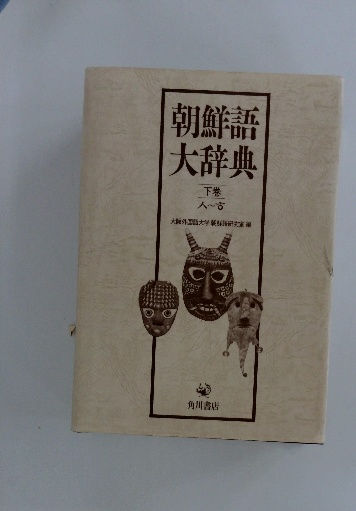 朝鮮語
大辞典
下巻
ㅅ〜ㅎ
大阪外国語大学 朝鮮語研究室 編
角川書店